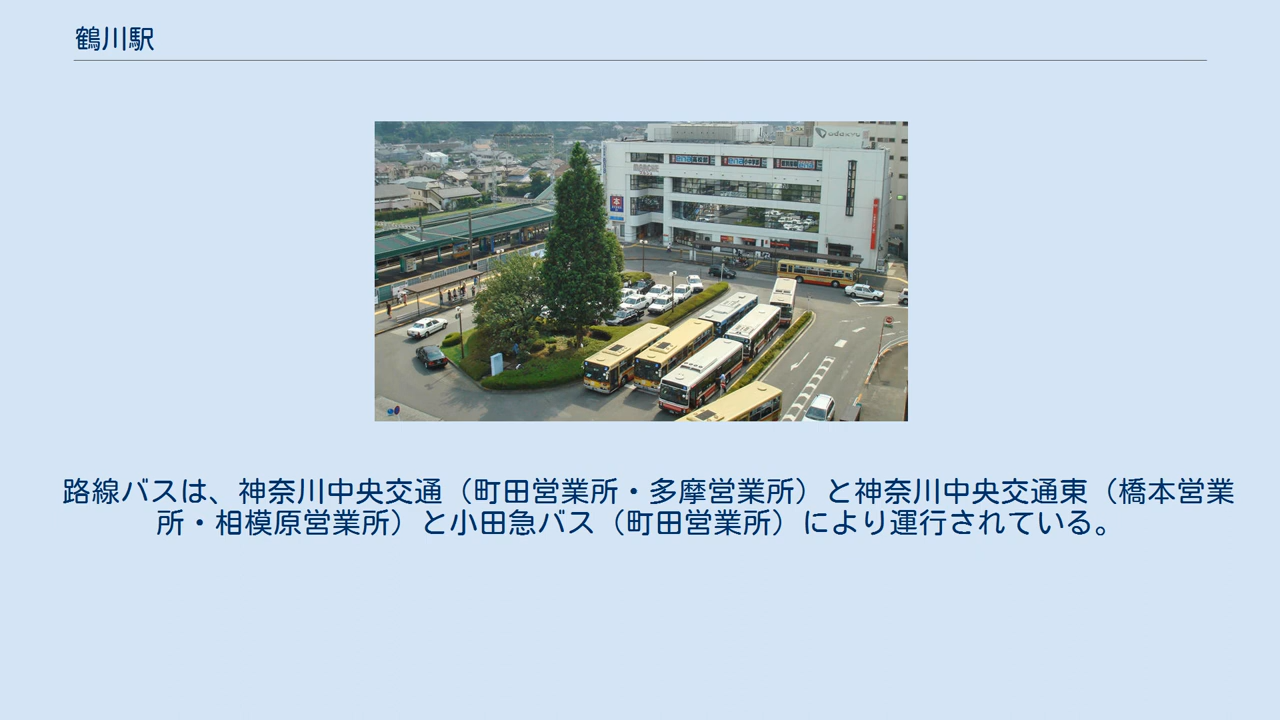 鶴川駅
路線バスは、神奈川中央交通（町田営業所・多摩営業所）と神奈川中央交通東（橋本営業
所・相模原営業所）と小田急バス（町田営業所）により運行されている。